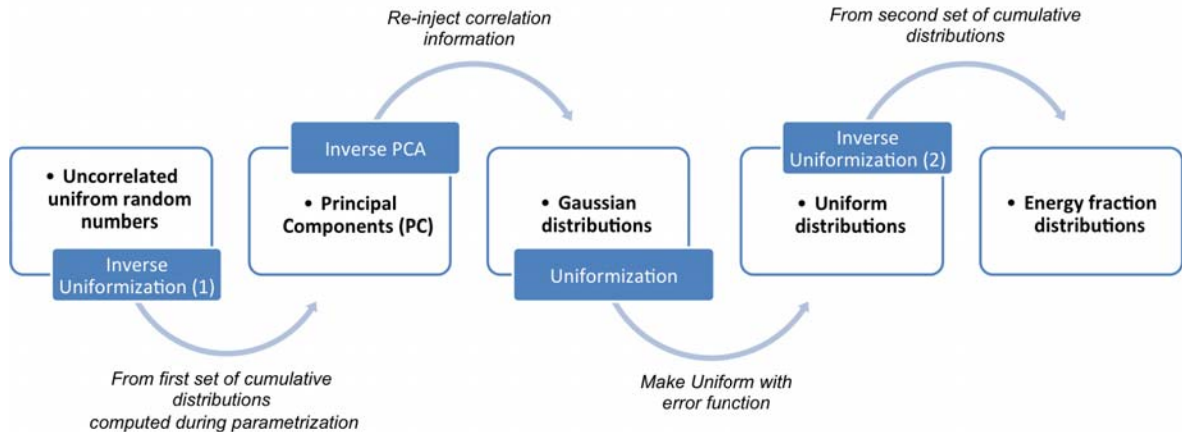 Re-inject correlation
information
From second set of cumulative
distributions
Inverse PCA
Inverse
Uniformization (2)
• Uncorrelated
unifrom random
numbers
• Principal
Components (PC)
• Gaussian
distributions
• Uniform
distributions
• Energy fraction
distributions
Inverse
Uniformization (1)
Uniformization
From first set of cumulative
distributions
computed during parametrization
Make Uniform with
error function